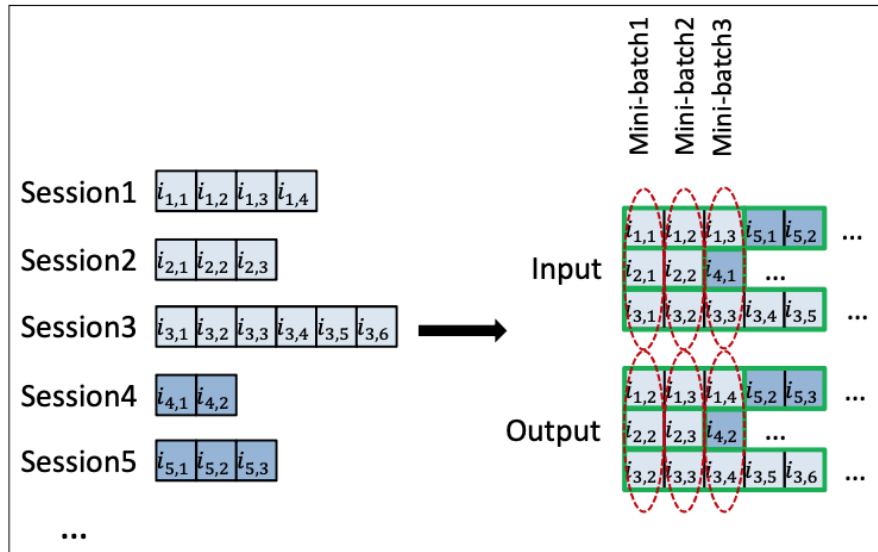 Mini-batch1
Mini-batch2
Mini-batch3
Session1 i1,1 i1,2 i1,3 i1,4
Session2 i2,1 i2,2 i2,3
Session3 i3,1 i3,2 i3,3 i3,4 i3,5 i3,6
Session4 i4,1 i4,2
Session5 i5,1 i5,2 i5,3
...
Input
i1,1 i1,2 i1,3 i5,1 i5,2 ...
i2,1 i2,2 i4,1 ...
i3,1 i3,2 i3,3 i3,4 i3,5 ...
Output
i1,2 i1,3 i1,4 i5,2 i5,3 ...
i2,2 i2,3 i4,2 ...
i3,2 i3,3 i3,4 i3,5 i3,6 ...